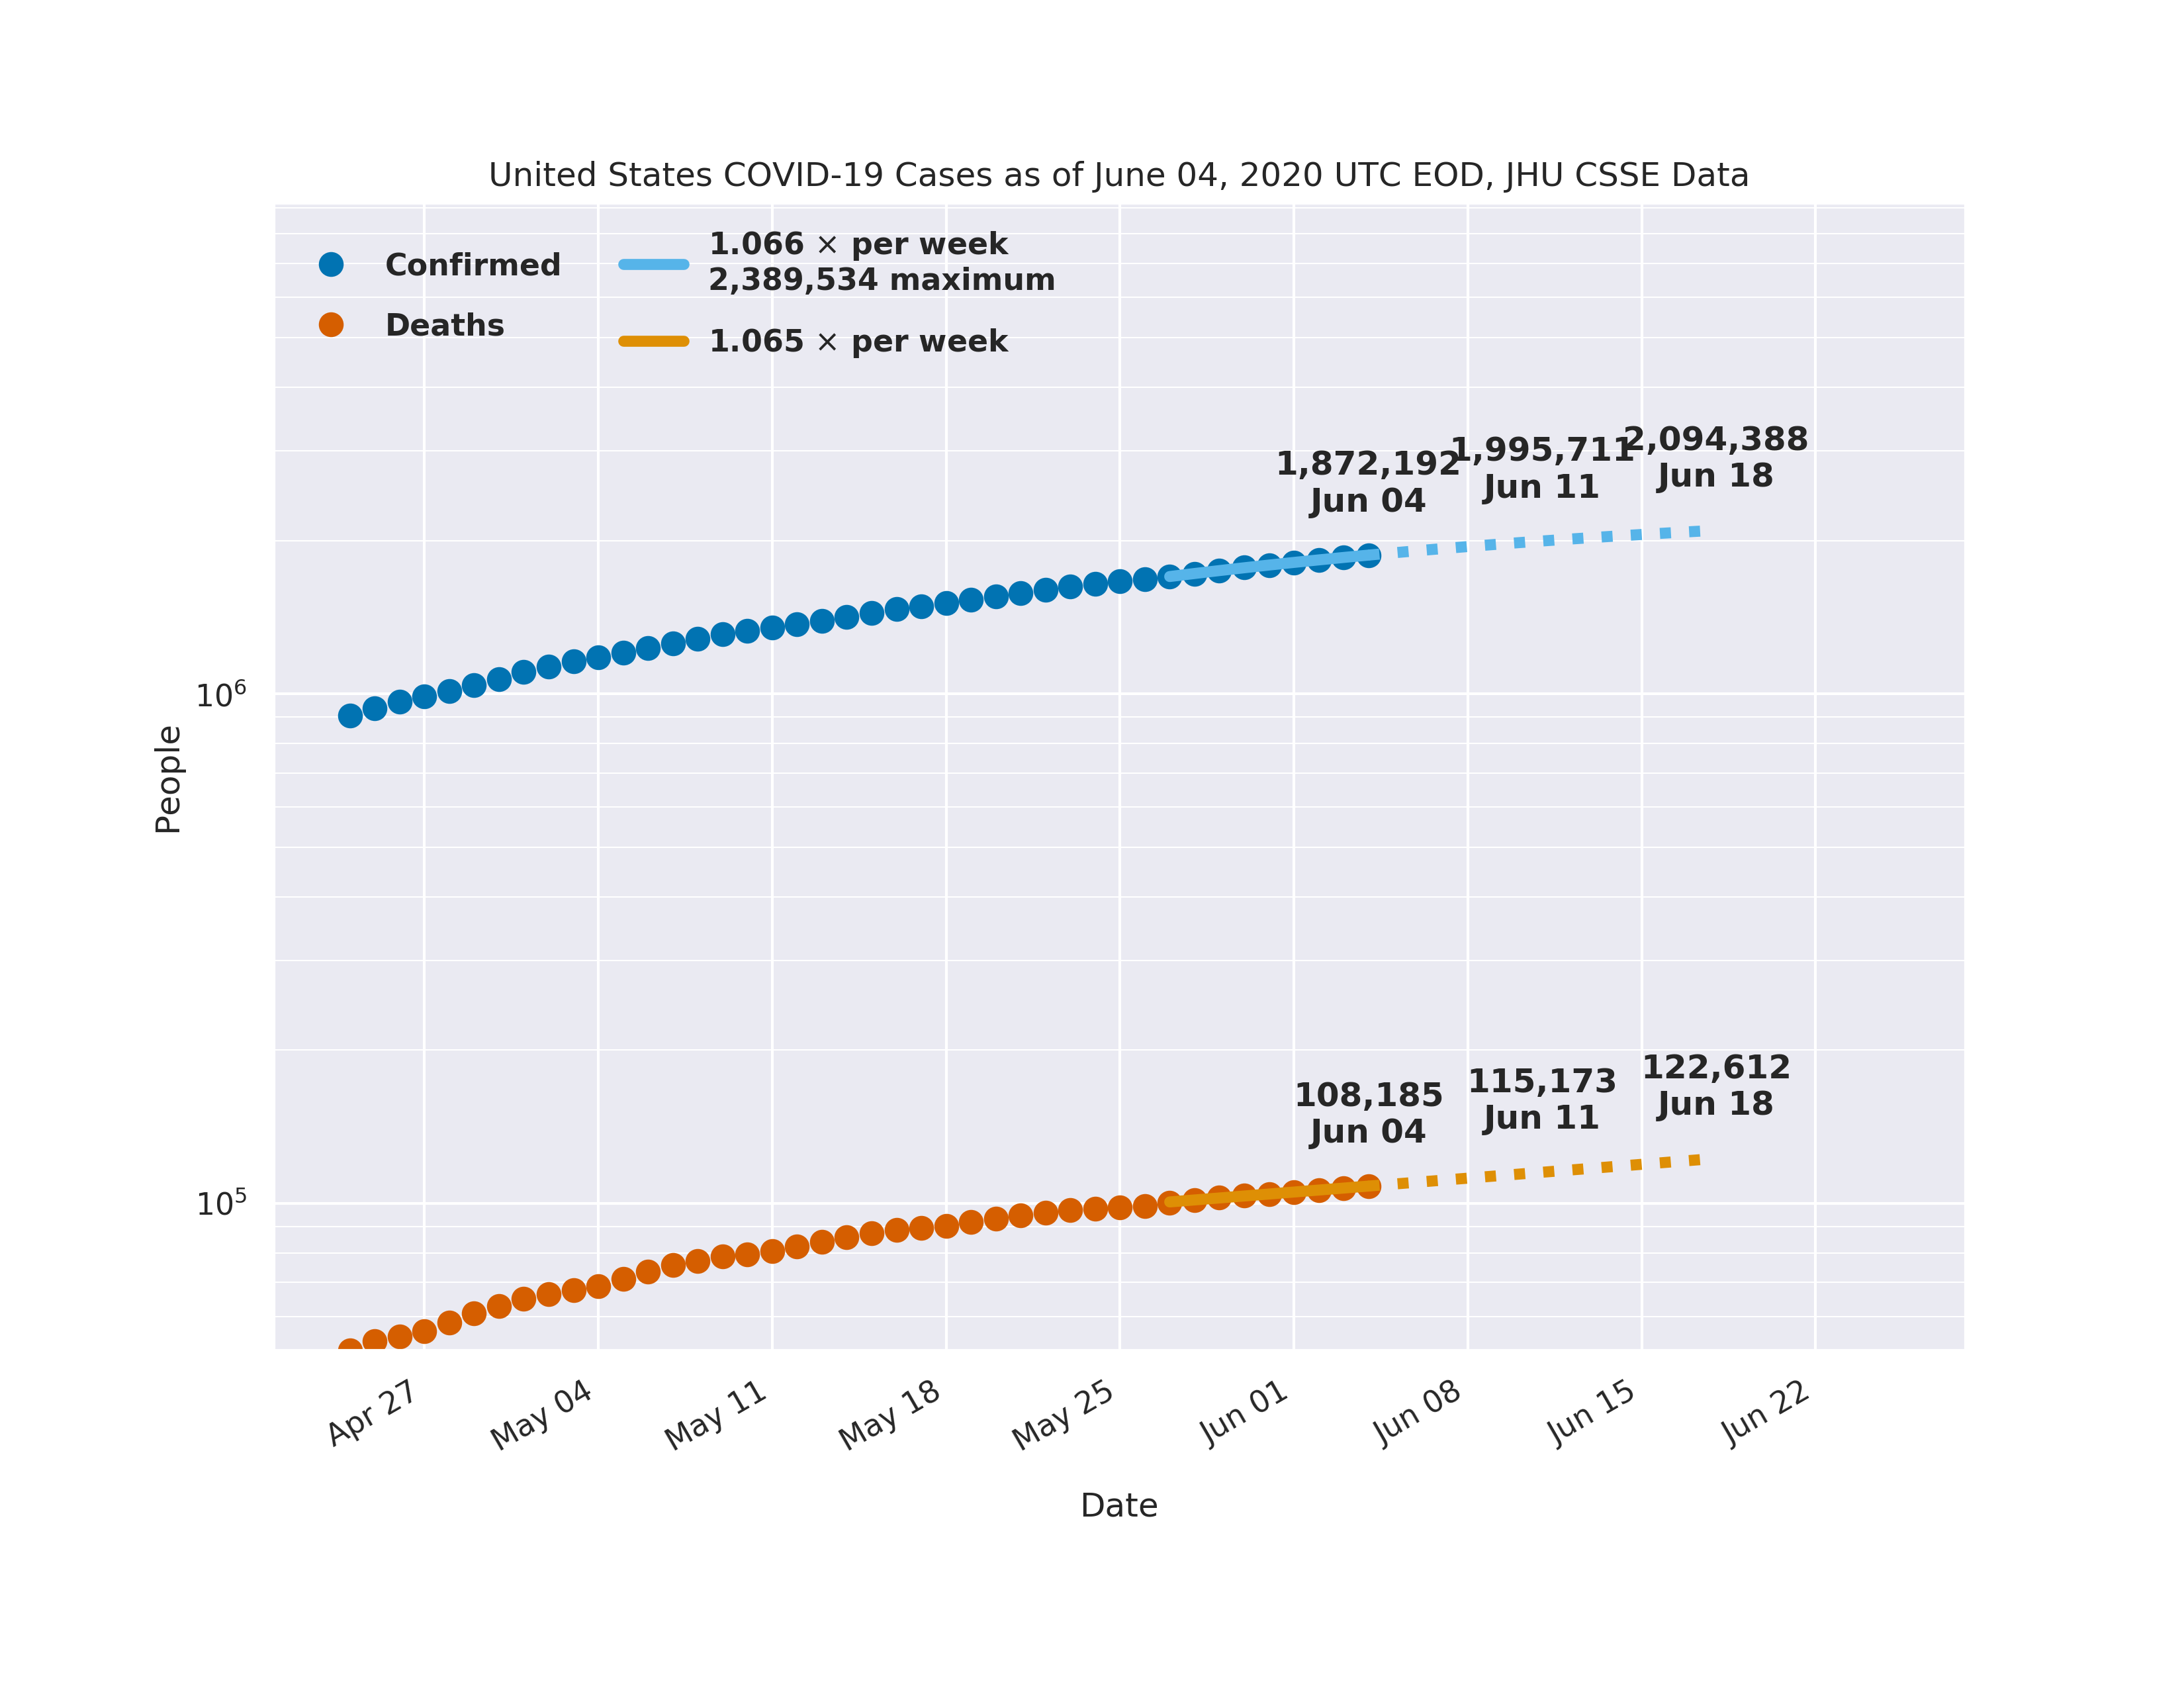 United States COVID-19 Cases as of June 04, 2020 UTC EOD, JHU CSSE Data
Confirmed
Deaths
1.066 × per week
2,389,534 maximum
1.065 × per week
1,872,192
Jun 04
1,995,711
Jun 11
2,094,388
Jun 18
108,185
Jun 04
115,173
Jun 11
122,612
Jun 18
10⁶
10⁵
People
Apr 27
May 04
May 11
May 18
May 25
Jun 01
Jun 08
Jun 15
Jun 22
Date